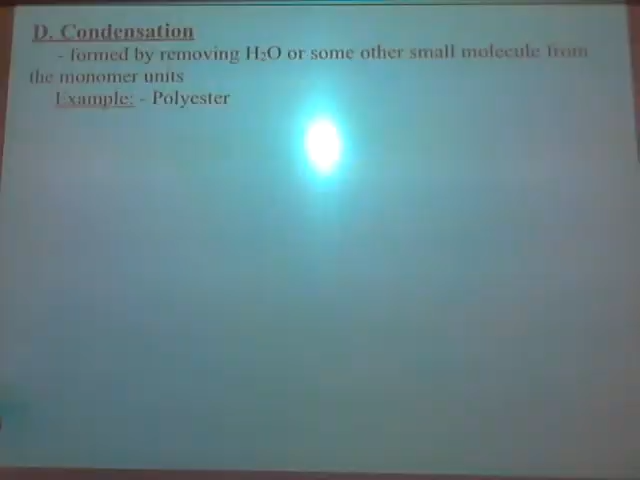 D. Condensation
- formed by removing H₂O or some other small molecule from
the monomer units
Example: - Polyester